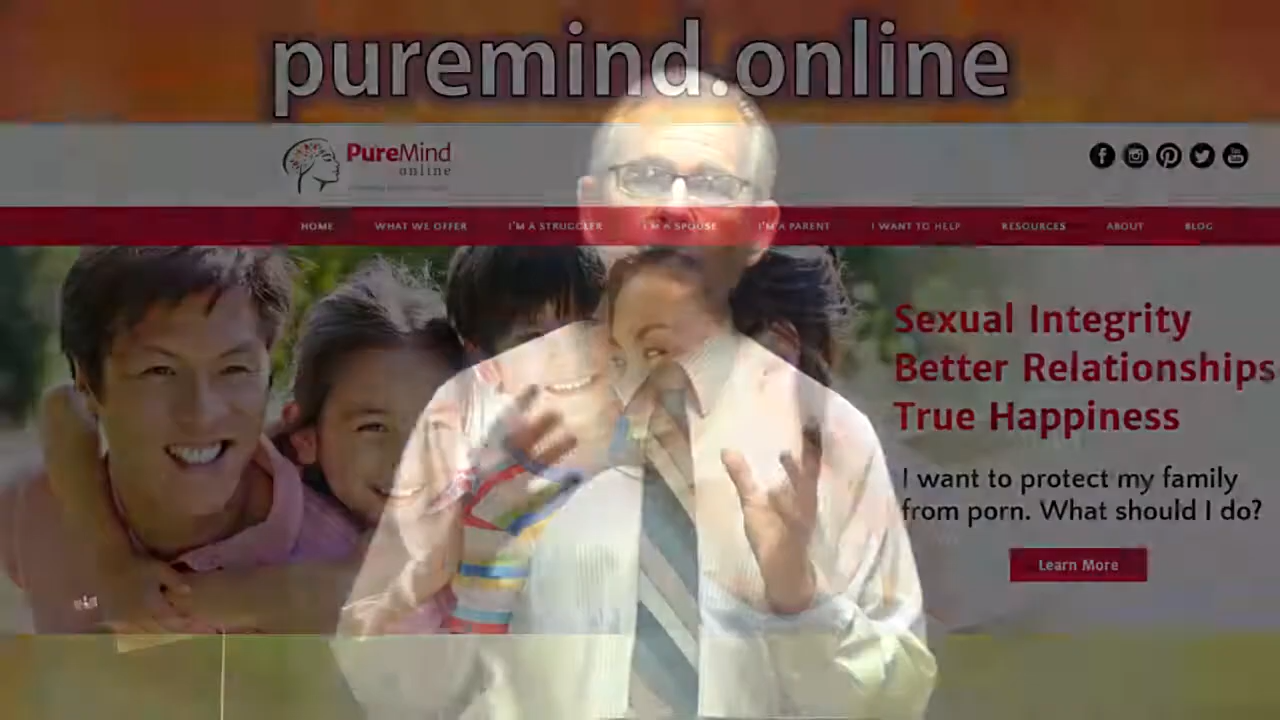 puremind.online
PureMind
online
HOME WHAT WE OFFER I'M A STRUGGLER I'M A SPOUSE I'M A PARENT I WANT TO HELP RESOURCES ABOUT BLOG
Sexual Integrity
Better Relationships
True Happiness
I want to protect my family
from porn. What should I do?
Learn More